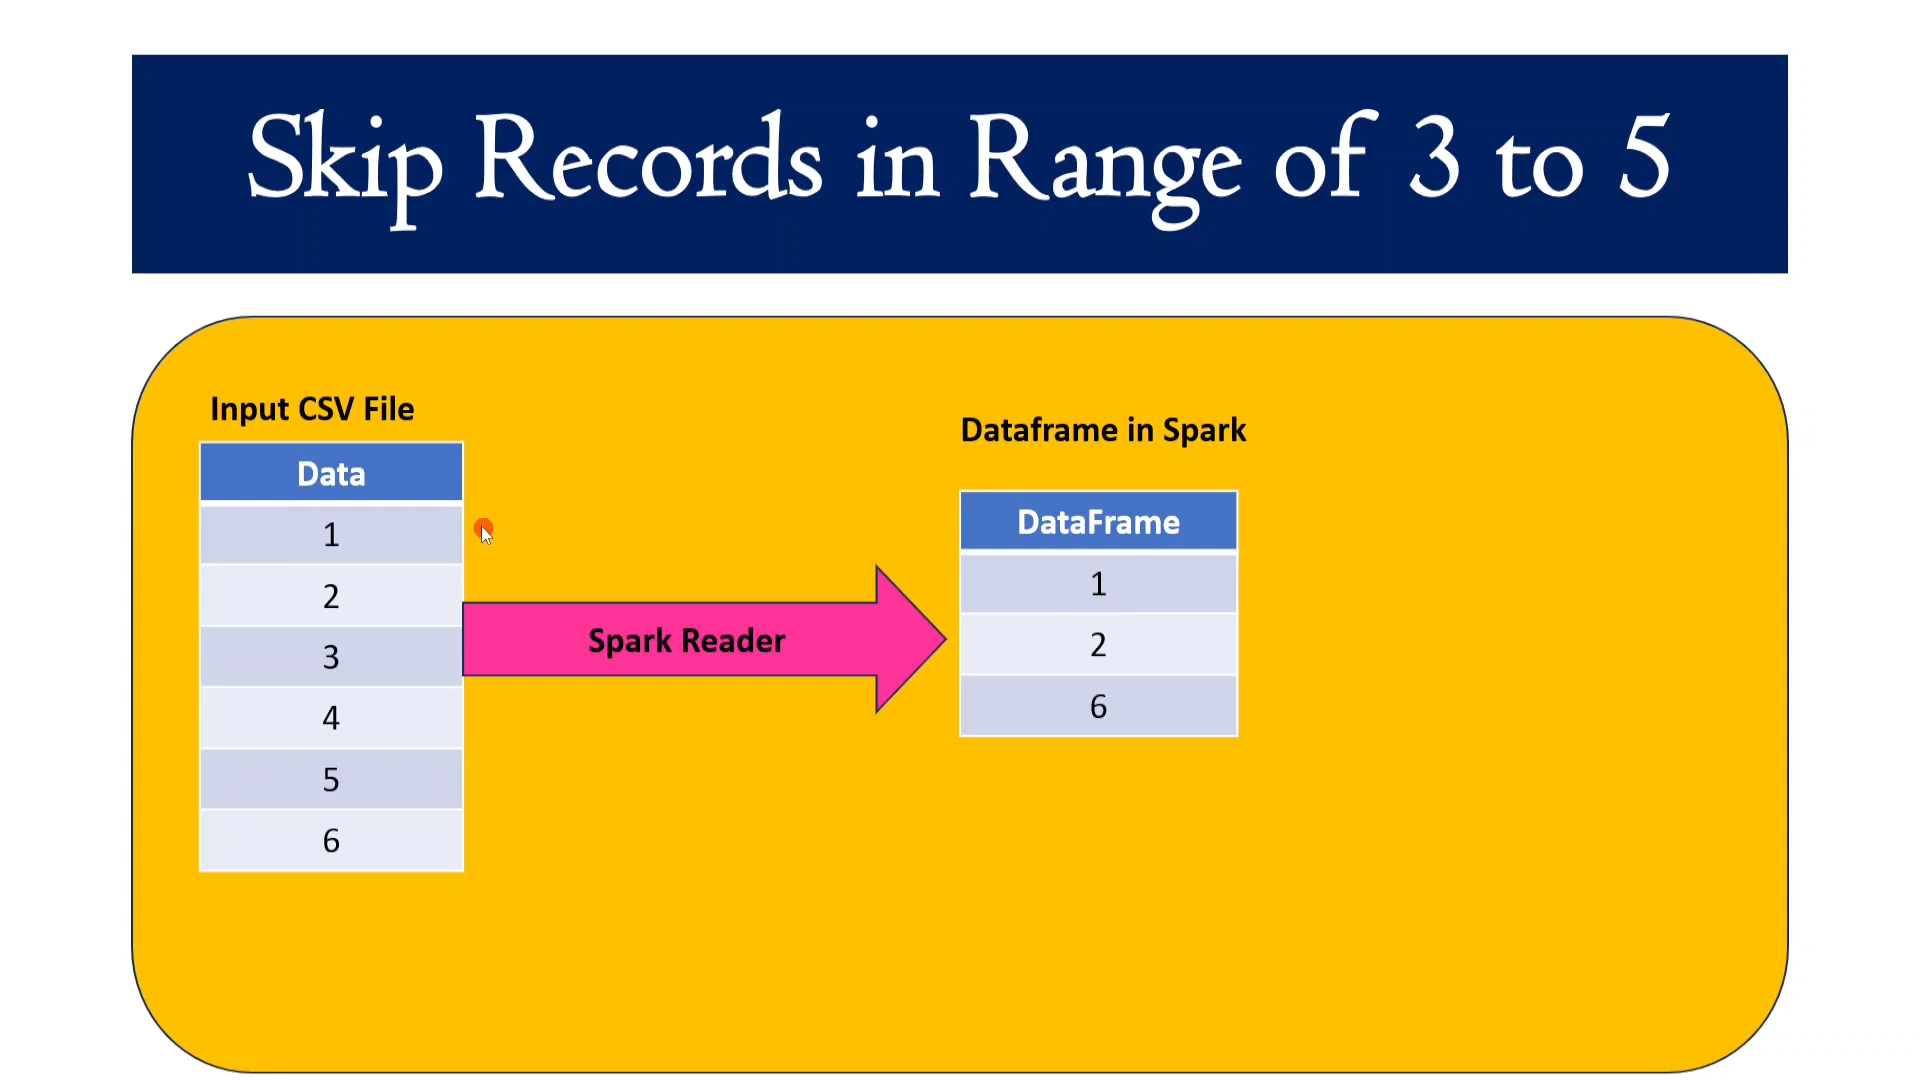 Skip Records in Range of 3 to 5
Input CSV File
Data
1
2
3
4
5
6
Spark Reader
Dataframe in Spark
DataFrame
1
2
6